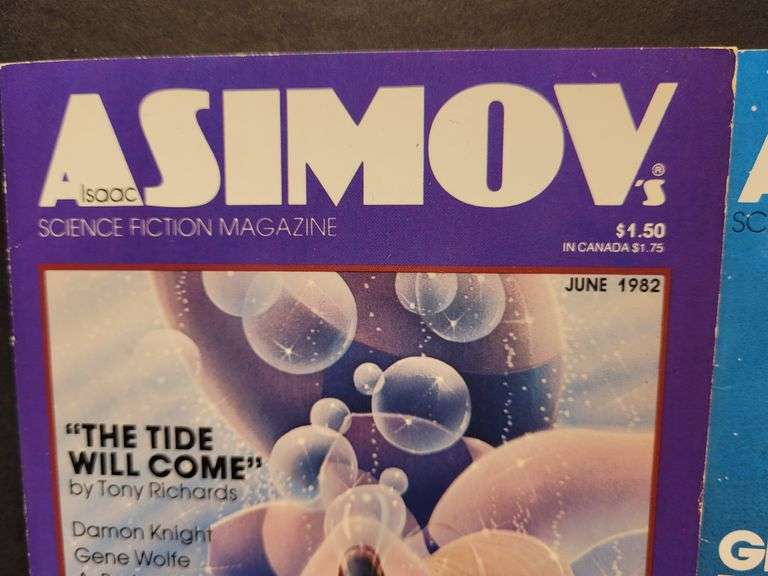 ASIMOV's®
Isaac
SCIENCE FICTION MAGAZINE
$1.50
IN CANADA $1.75
JUNE 1982
“THE TIDE
WILL COME”
by Tony Richards
Damon Knight
Gene Wolfe
SC
G